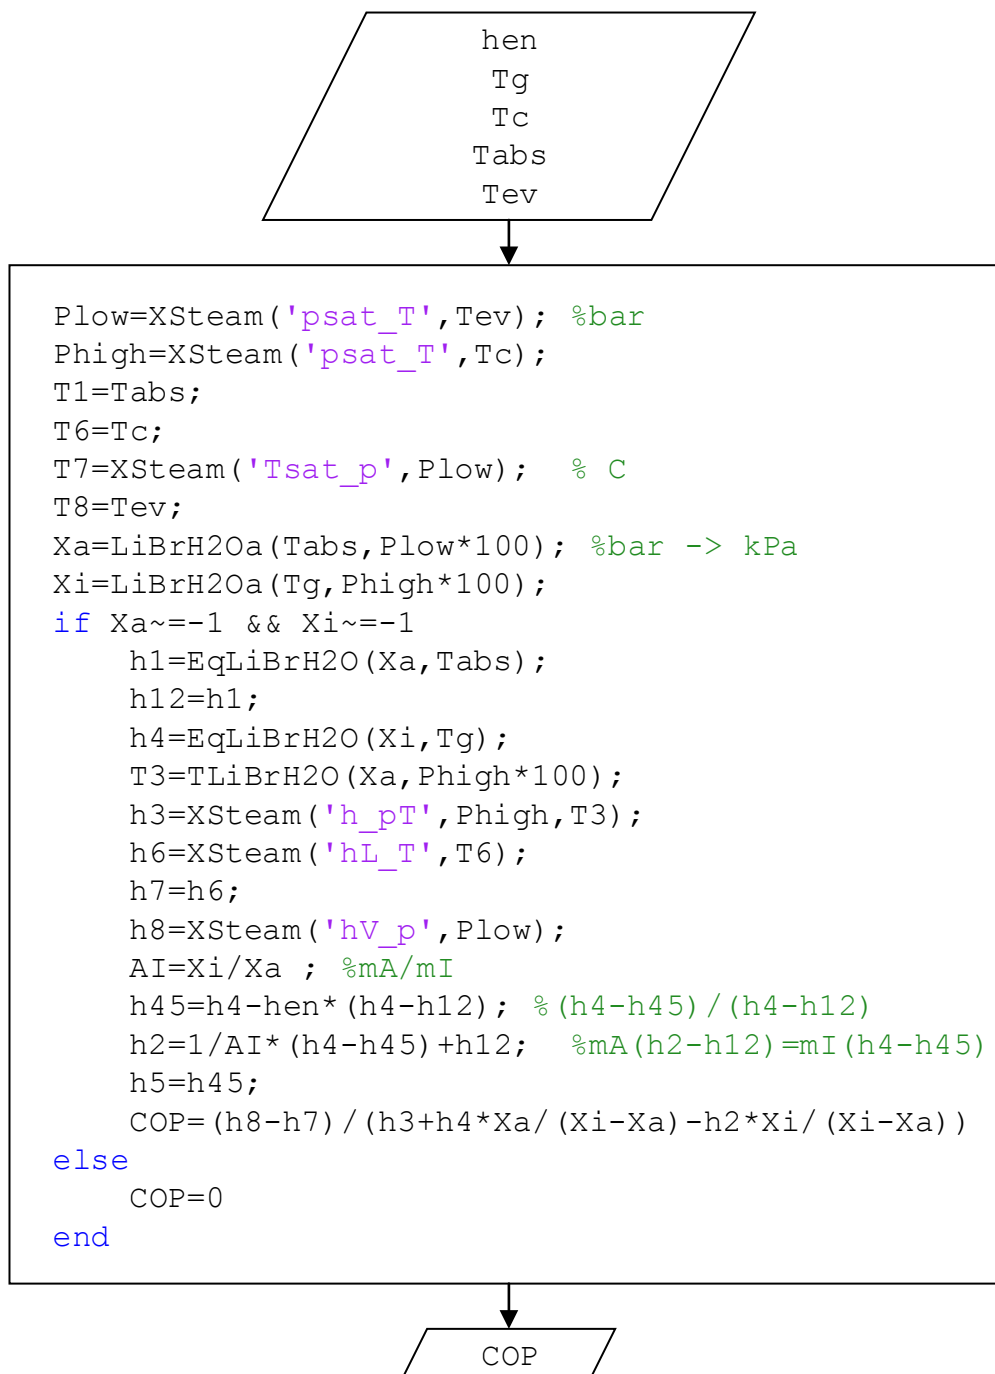 hen
Tg
Tc
Tabs
Tev
Plow=XSteam('psat_T',Tev); %bar
Phigh=XSteam('psat_T',Tc);
T1=Tabs;
T6=Tc;
T7=XSteam('Tsat_p',Plow);  % C
T8=Tev;
Xa=LiBrH2Oa(Tabs,Plow*100); %bar -> kPa
Xi=LiBrH2Oa(Tg,Phigh*100);
if Xa~=-1 && Xi~=-1
    h1=EqLiBrH2O(Xa,Tabs);
    h12=h1;
    h4=EqLiBrH2O(Xi,Tg);
    T3=TLiBrH2O(Xa,Phigh*100);
    h3=XSteam('h_pT',Phigh,T3);
    h6=XSteam('hL_T',T6);
    h7=h6;
    h8=XSteam('hV_p',Plow);
    AI=Xi/Xa ; %mA/mI
    h45=h4-hen*(h4-h12); %(h4-h45)/(h4-h12)
    h2=1/AI*(h4-h45)+h12;  %mA(h2-h12)=mI(h4-h45)
    h5=h45;
    COP=(h8-h7)/(h3+h4*Xa/(Xi-Xa)-h2*Xi/(Xi-Xa))
else
    COP=0
end
COP